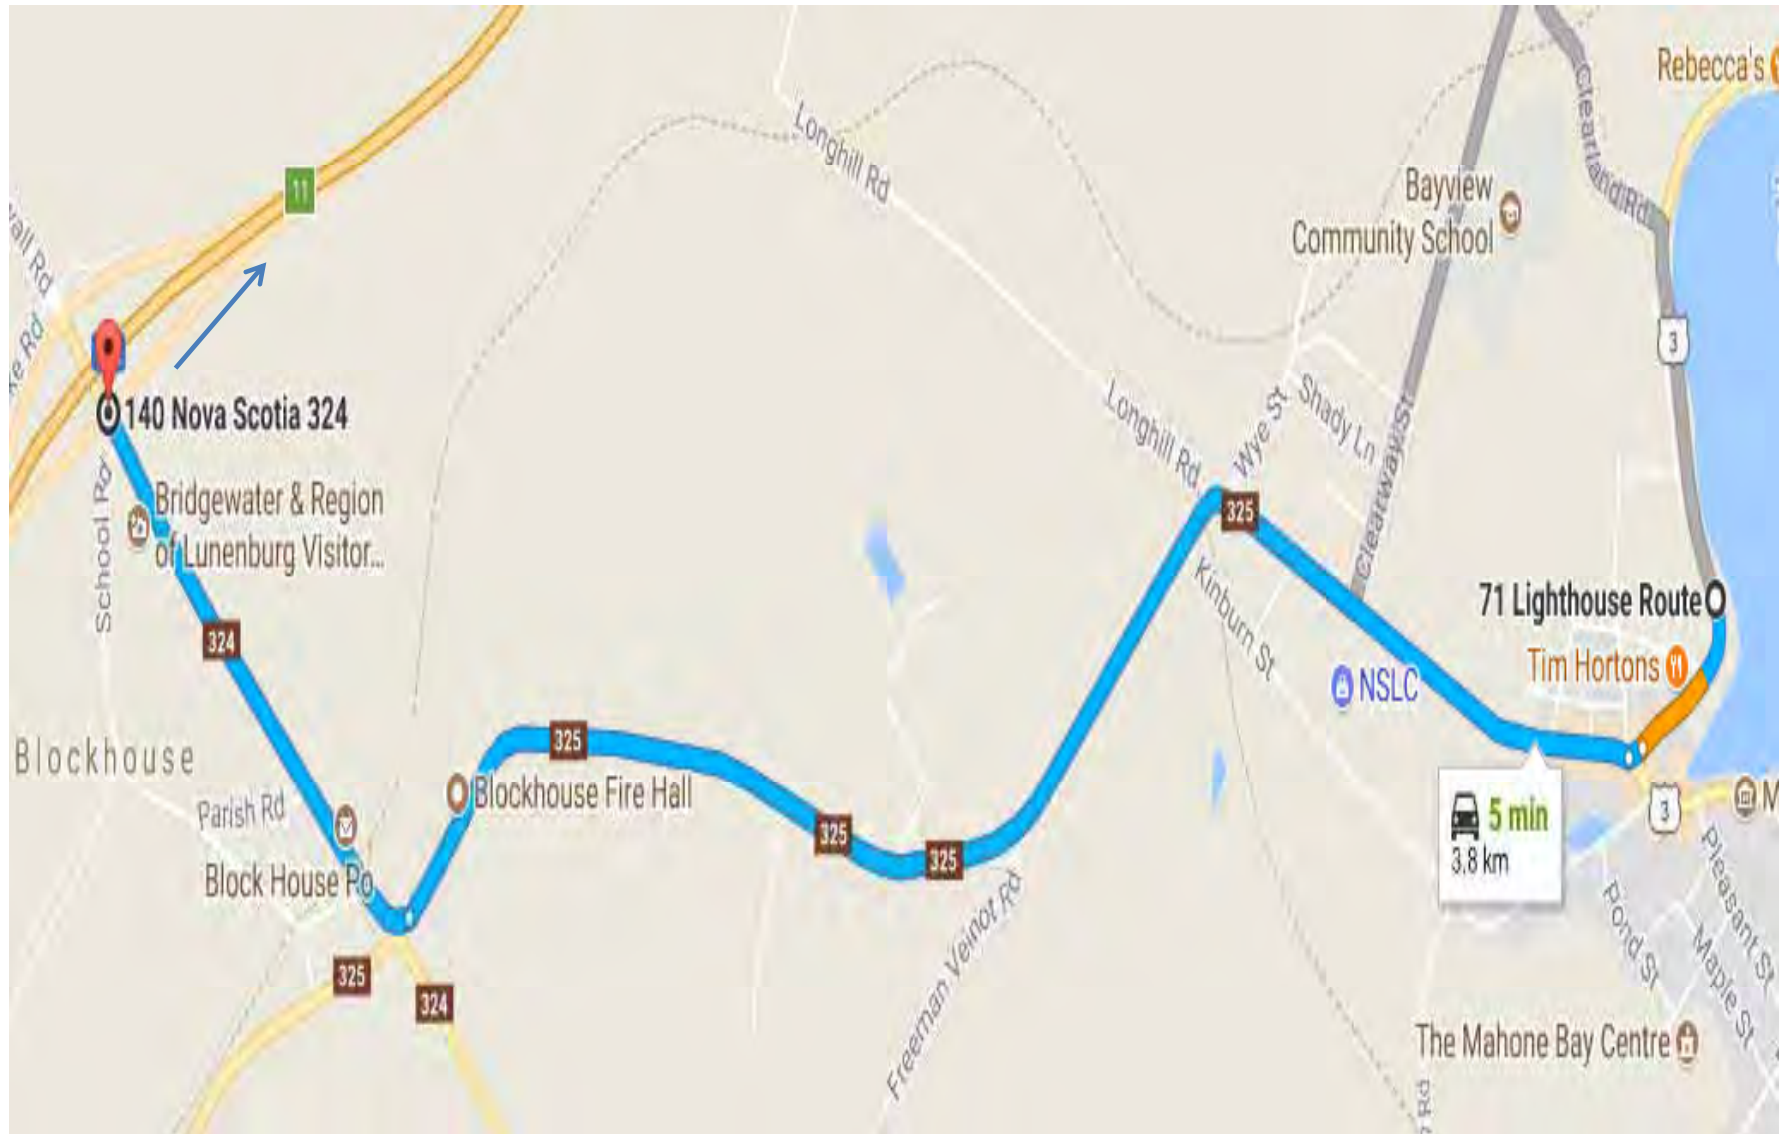 Rebecca's
Clearland Rd
Longhill Rd
11
Bayview
Community School
3
140 Nova Scotia 324
Longhill Rd
Wye St
Shady Ln
Clearway St
School Rd
Bridgewater & Region
of Lunenburg Visitor...
325
Kinburn St
71 Lighthouse Route
324
Tim Hortons
NSLC
Blockhouse
325
Parish Rd
Blockhouse Fire Hall
5 min
3.8 km
3
M
325
325
Block House Po
Freeman Veinot Rd
Pleasant St
Maple St
Pond St
325
324
The Mahone Bay Centre
Rd